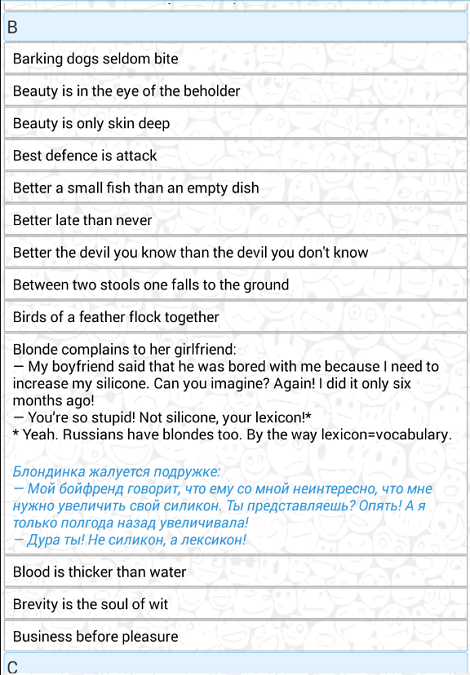 B
Barking dogs seldom bite
Beauty is in the eye of the beholder
Beauty is only skin deep
Best defence is attack
Better a small fish than an empty dish
Better late than never
Better the devil you know than the devil you don't know
Between two stools one falls to the ground
Birds of a feather flock together
Blonde complains to her girlfriend:
— My boyfriend said that he was bored with me because I need to
increase my silicone. Can you imagine? Again! I did it only six
months ago!
— You're so stupid! Not silicone, your lexicon!*
* Yeah. Russians have blondes too. By the way lexicon=vocabulary.
Блондинка жалуется подружке:
— Мой бойфренд говорит, что ему со мной неинтересно, что мне
нужно увеличить свой силикон. Ты представляешь? Опять! А я
только полгода назад увеличивала!
— Дура ты! Не силикон, а лексикон!
Blood is thicker than water
Brevity is the soul of wit
Business before pleasure
C